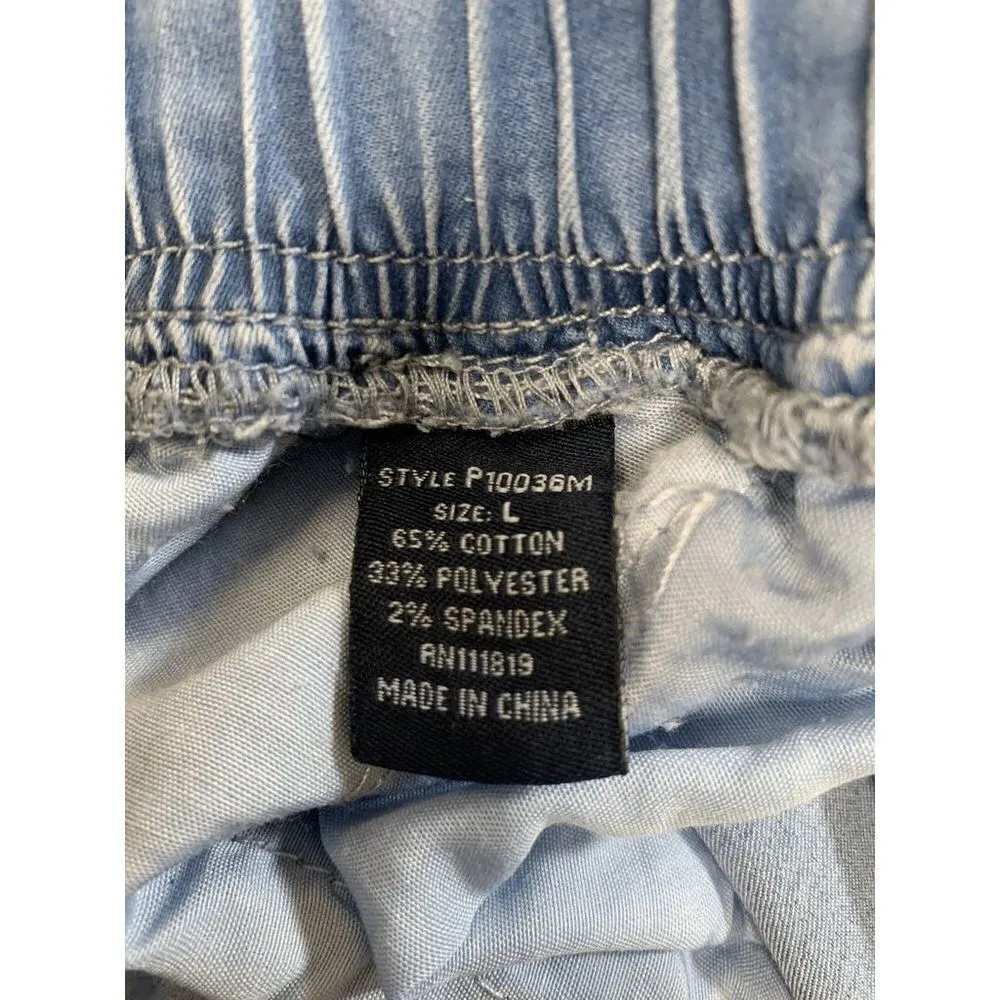 STYLE P10036M
SIZE: L
65% COTTON
33% POLYESTER
2% SPANDEX
RN111819
MADE IN CHINA